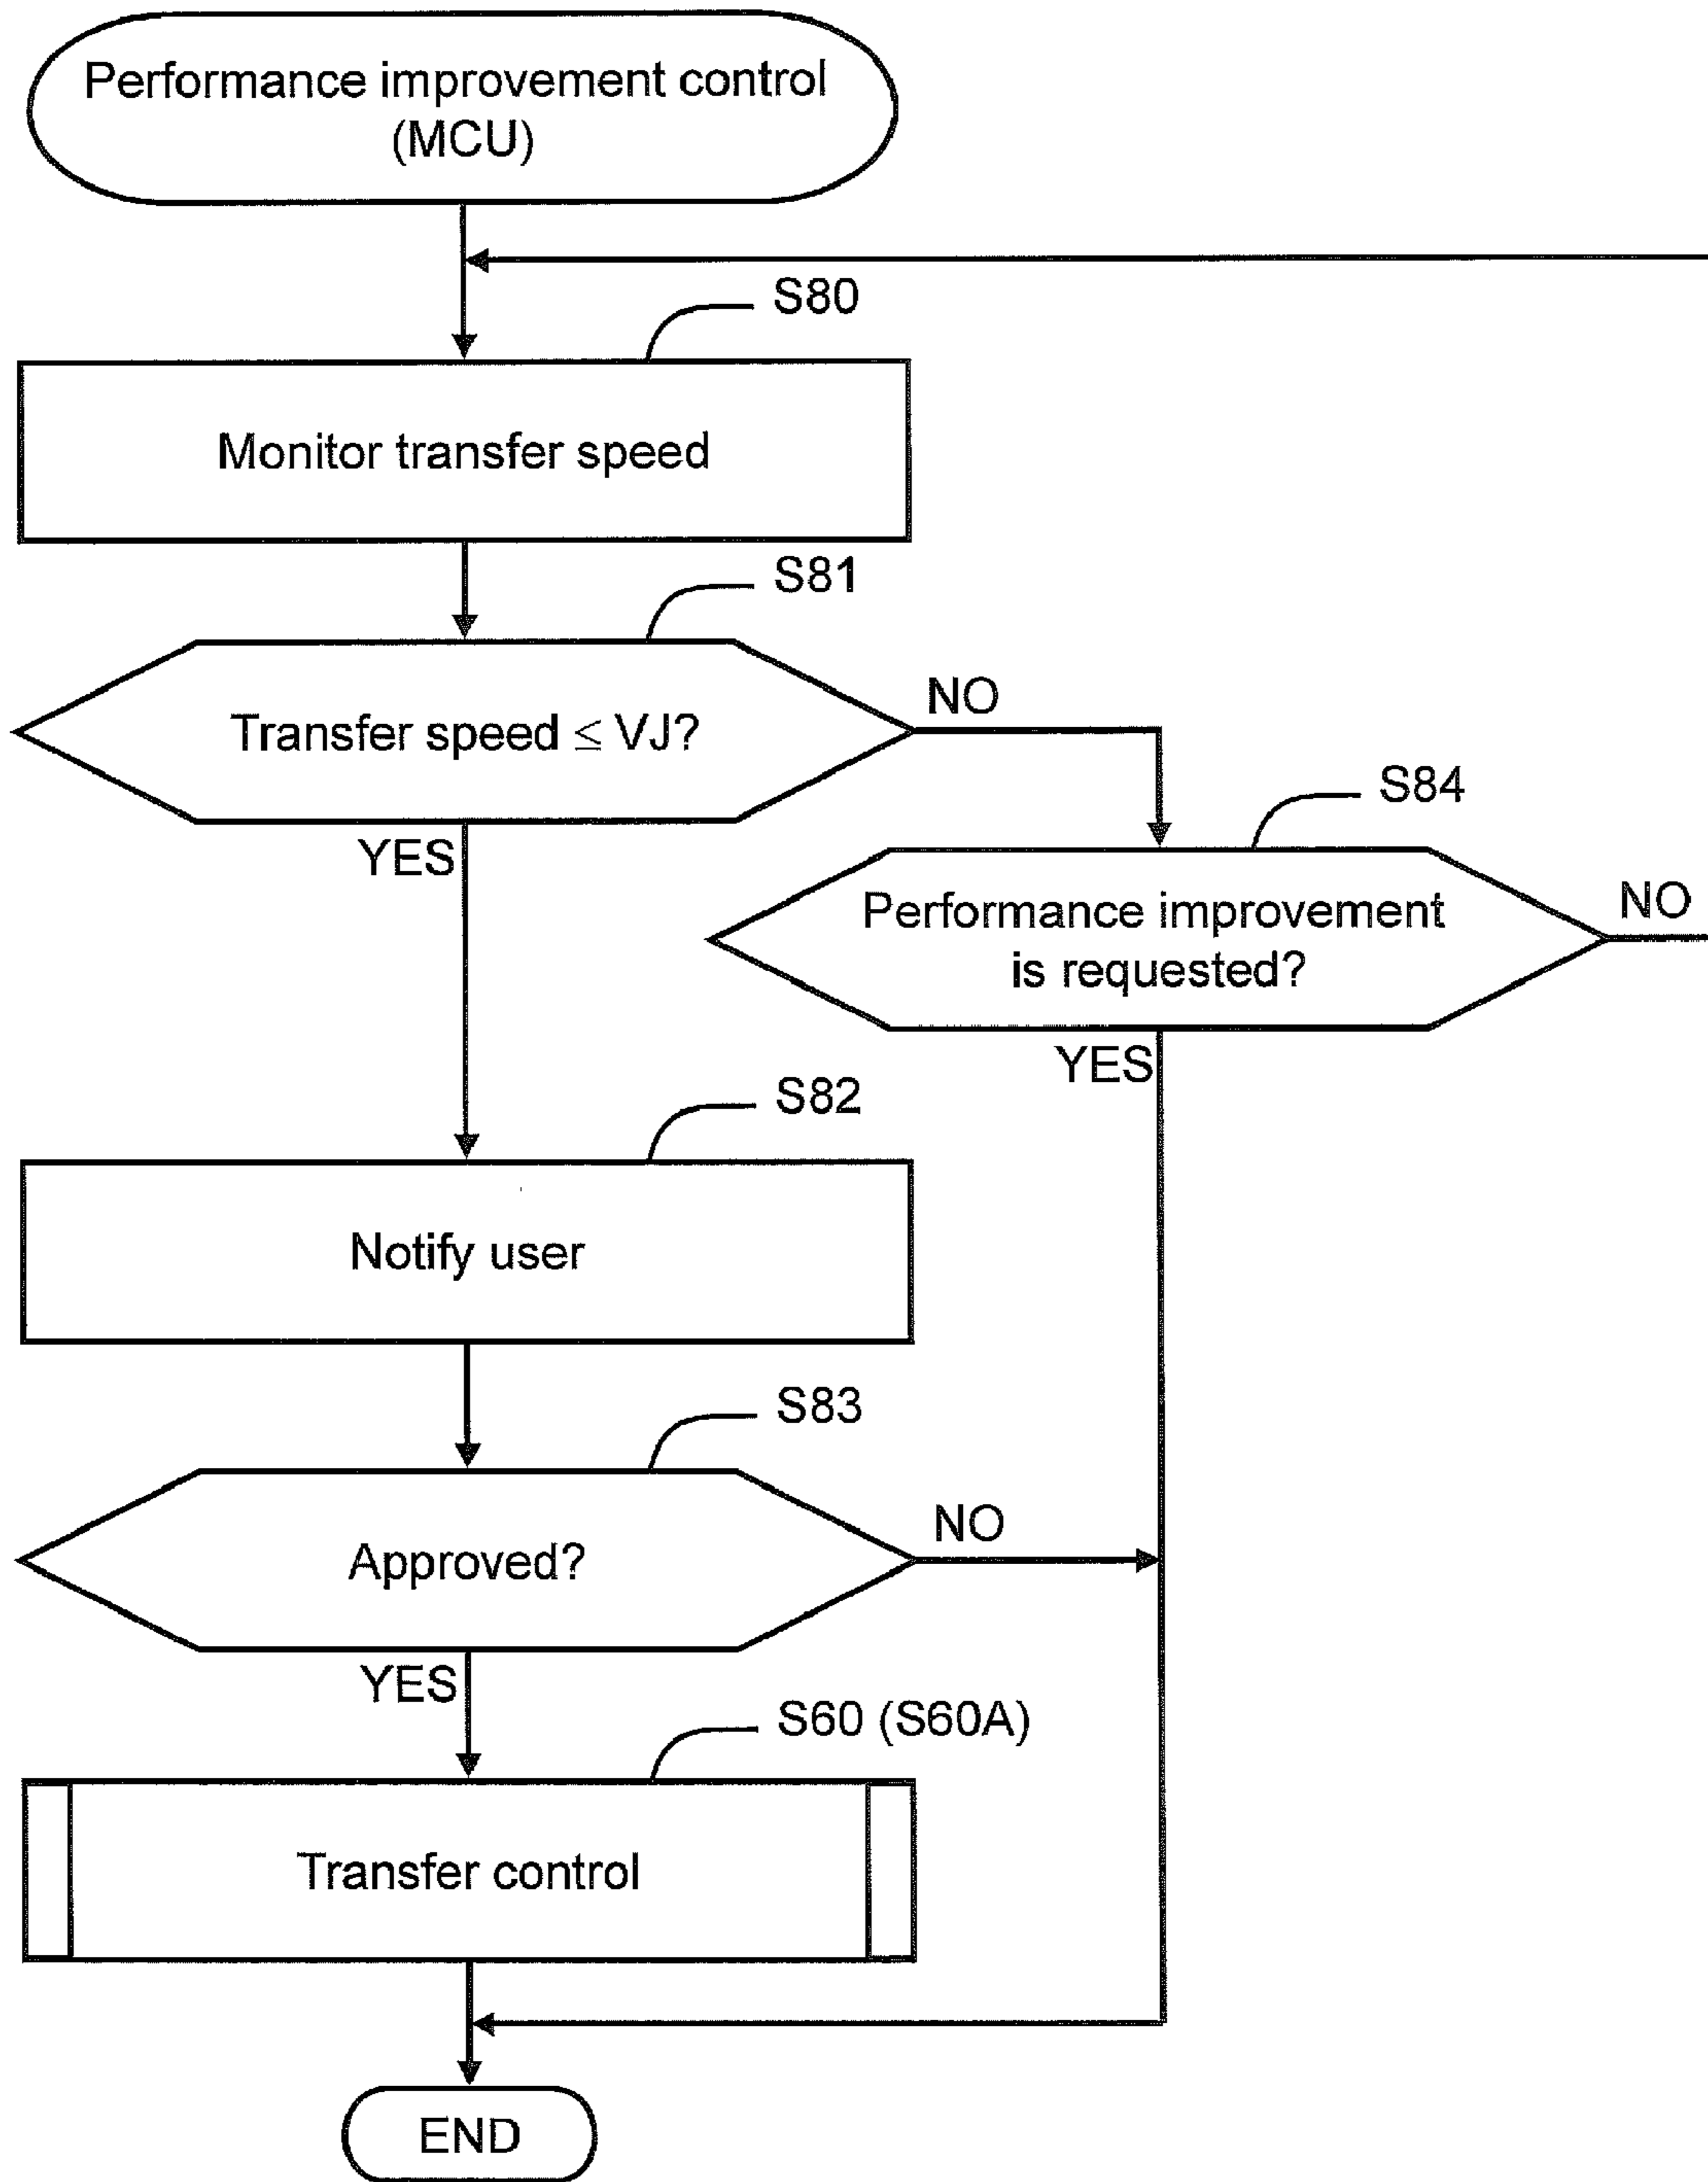 Performance improvement control
(MCU)
S80
Monitor transfer speed
S81
Transfer speed ≤ VJ?
NO
YES
S84
Performance improvement
is requested?
NO
YES
S82
Notify user
S83
Approved?
NO
YES
S60 (S60A)
Transfer control
END